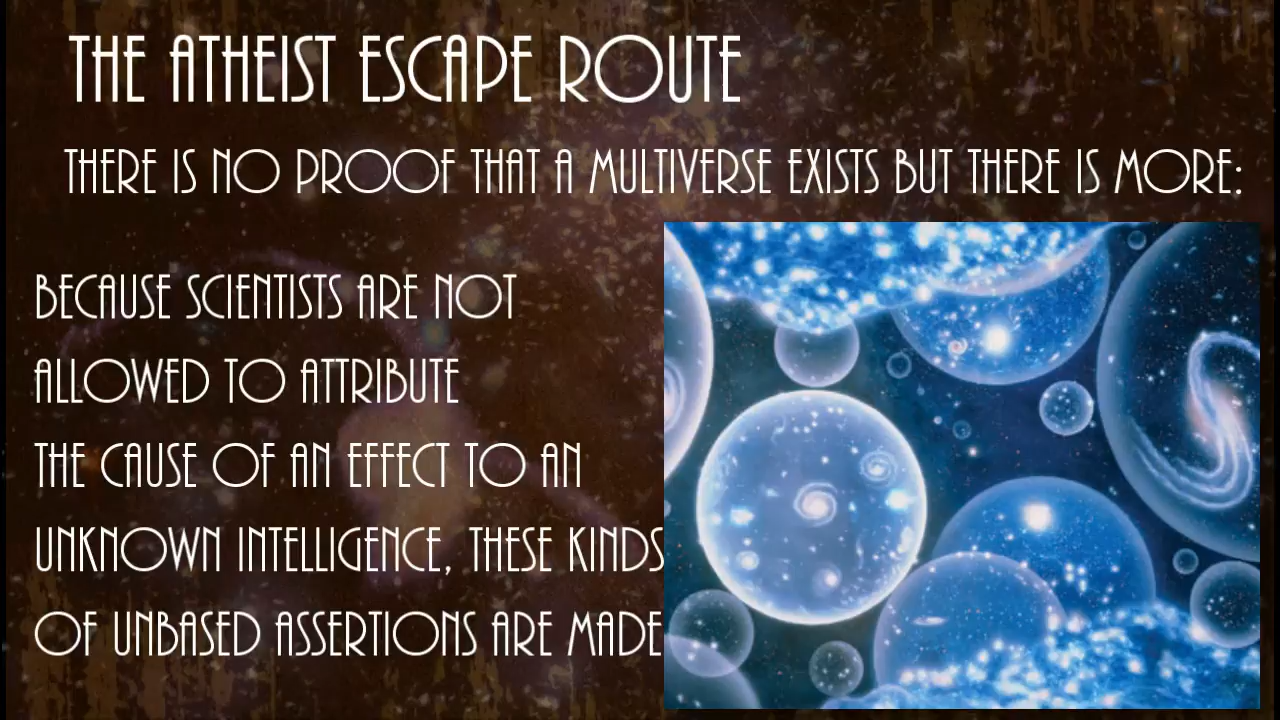 THE ATHEIST ESCAPE ROUTE
THERE IS NO PROOF THAT A MULTIVERSE EXISTS BUT THERE IS MORE:
BECAUSE SCIENTISTS ARE NOT
ALLOWED TO ATTRIBUTE
THE CAUSE OF AN EFFECT TO AN
UNKNOWN INTELLIGENCE, THESE KINDS
OF UNBASED ASSERTIONS ARE MADE